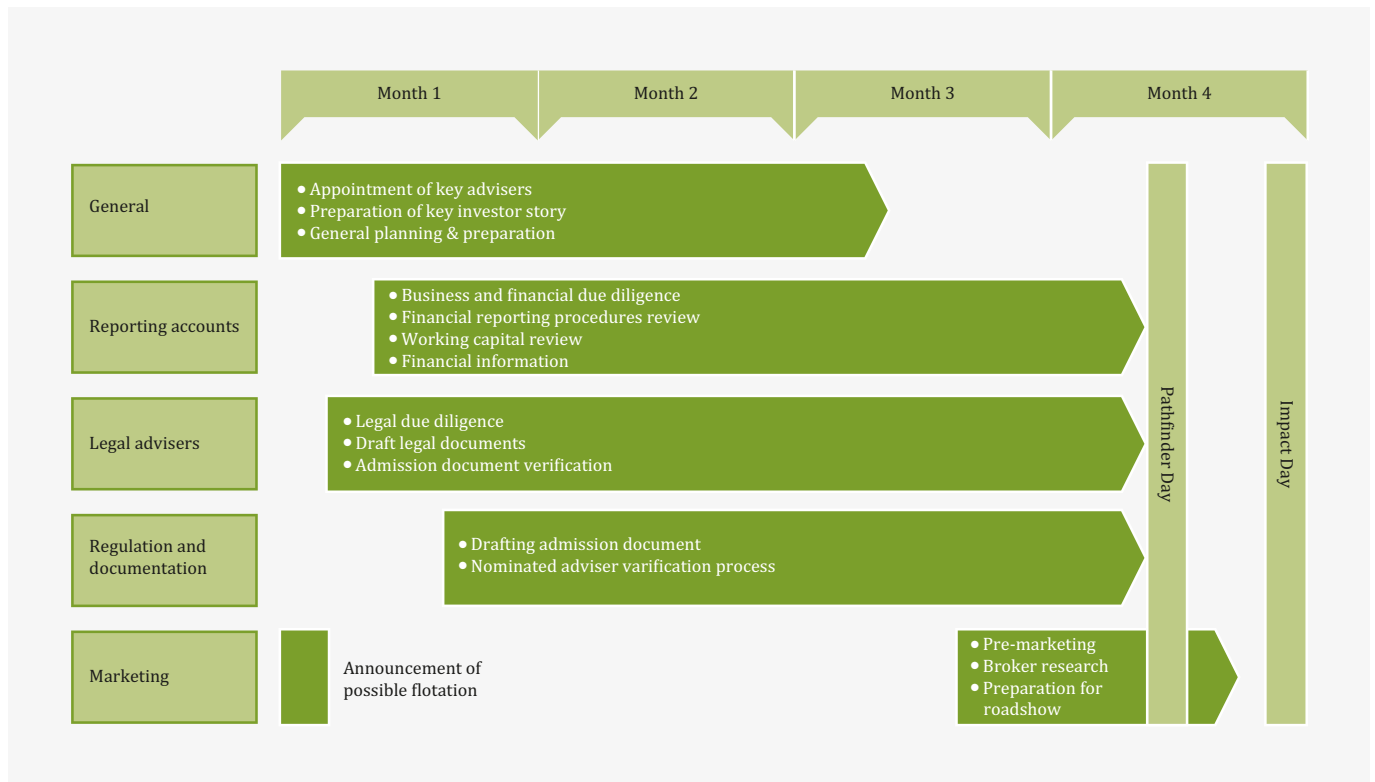 Month 1
Month 2
Month 3
Month 4
General
• Appointment of key advisers
• Preparation of key investor story
• General planning & preparation
Reporting accounts
• Business and financial due diligence
• Financial reporting procedures review
• Working capital review
• Financial information
Legal advisers
• Legal due diligence
• Draft legal documents
• Admission document verification
Regulation and
documentation
• Drafting admission document
• Nominated adviser varification process
Marketing
Announcement of
possible flotation
• Pre-marketing
• Broker research
• Preparation for
roadshow
Pathfinder Day
Impact Day